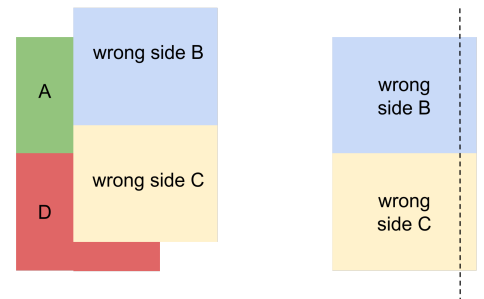 wrong side B
A
wrong side C
D
wrong
side B
wrong
side C